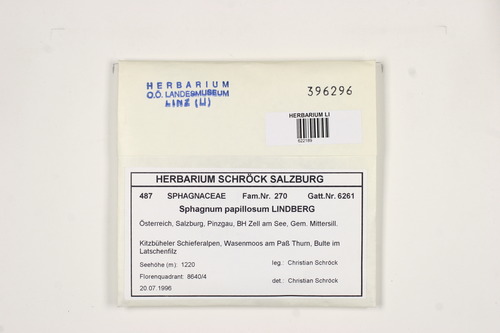 HERBARIUM
O.Ö. LANDESMUSEUM
LINZ (LI)
396296
HERBARIUM LI
HERBARIUM SCHRÖCK SALZBURG
487 SPHAGNACEAE Fam.Nr. 270 Gatt.Nr. 6261
Sphagnum papillosum LINDBERG
Österreich, Salzburg, Pinzgau, BH Zell am See, Gem. Mittersill.
Kitzbüheler Schieferalpen, Wasenmoos am Paß Thurn, Bulte im
Latschenfilz
Seehöhe (m): 1220 leg.: Christian Schröck
Florenquadrant: 8640/4
20.07.1996 det.: Christian Schröck